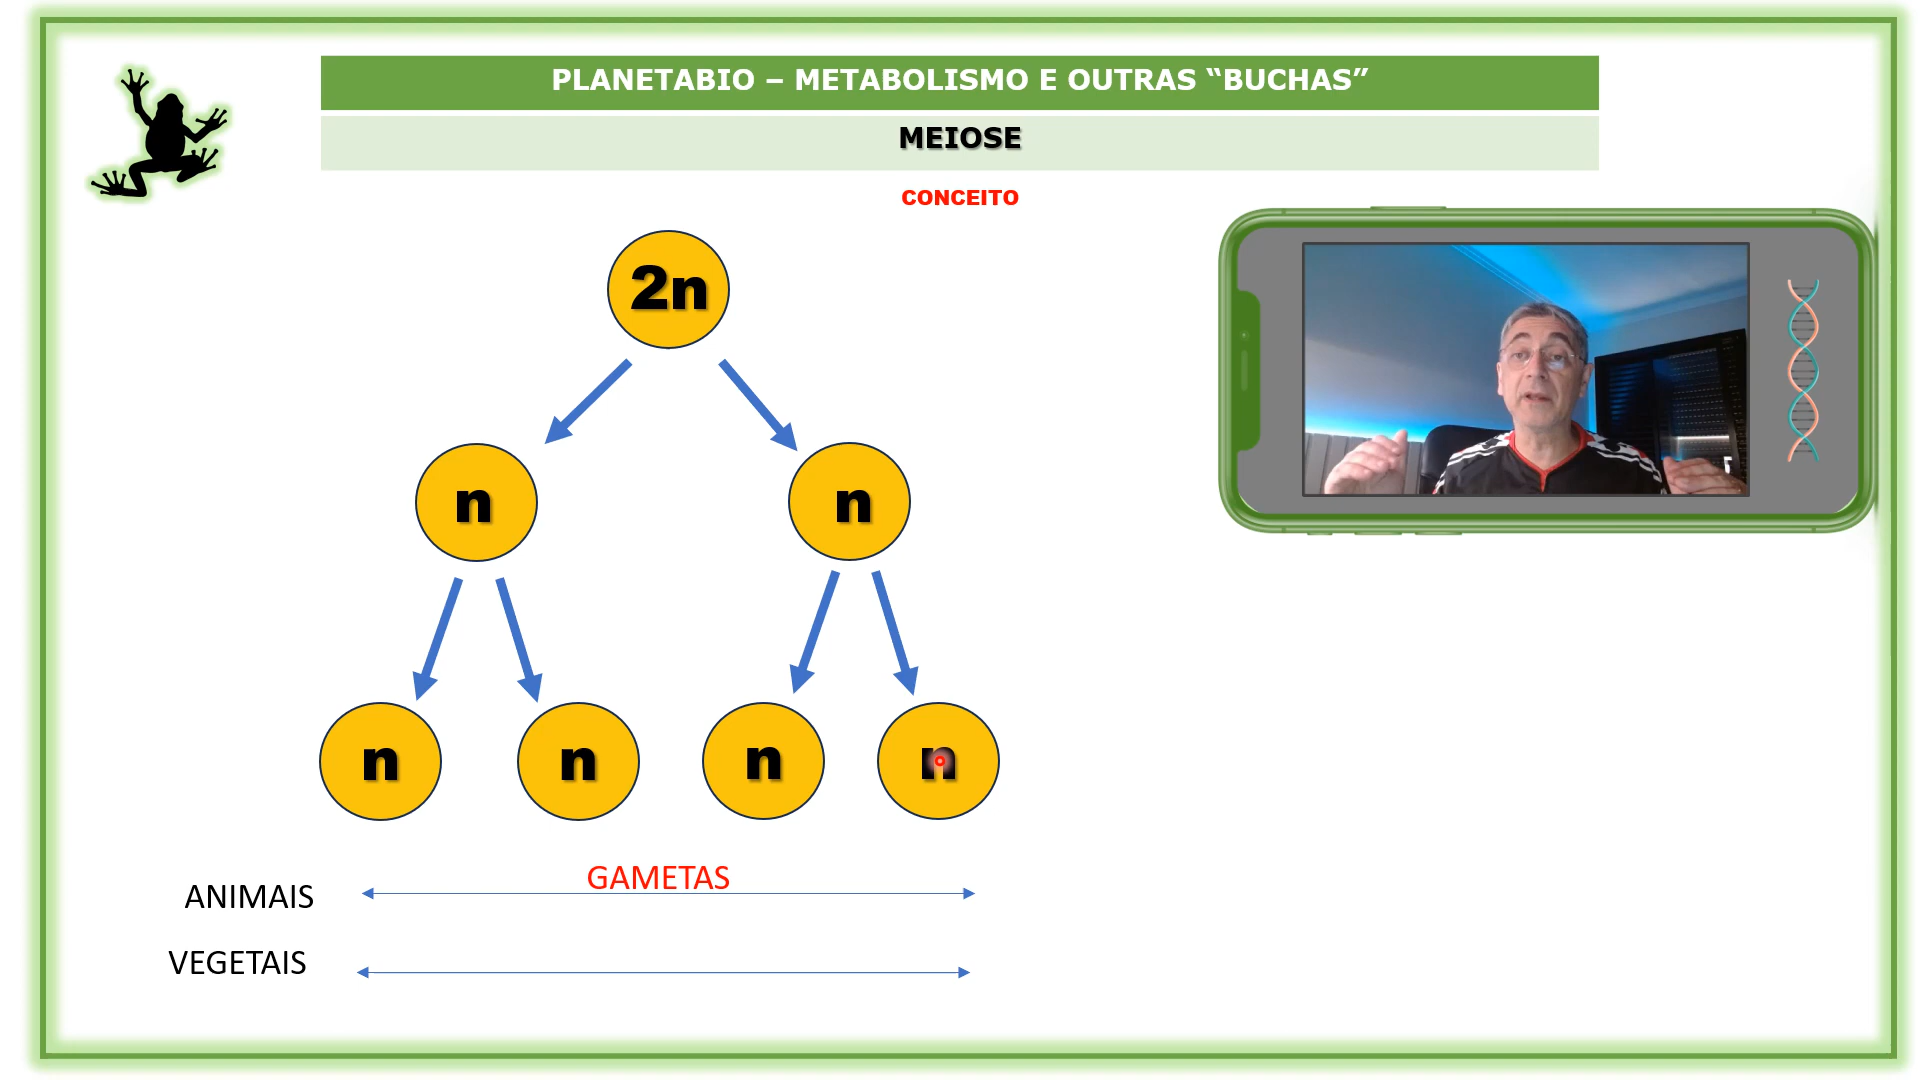 PLANETABIO – METABOLISMO E OUTRAS “BUCHAS”
MEIOSE
CONCEITO
2n
n n
n n n n
GAMETAS
ANIMAIS
VEGETAIS